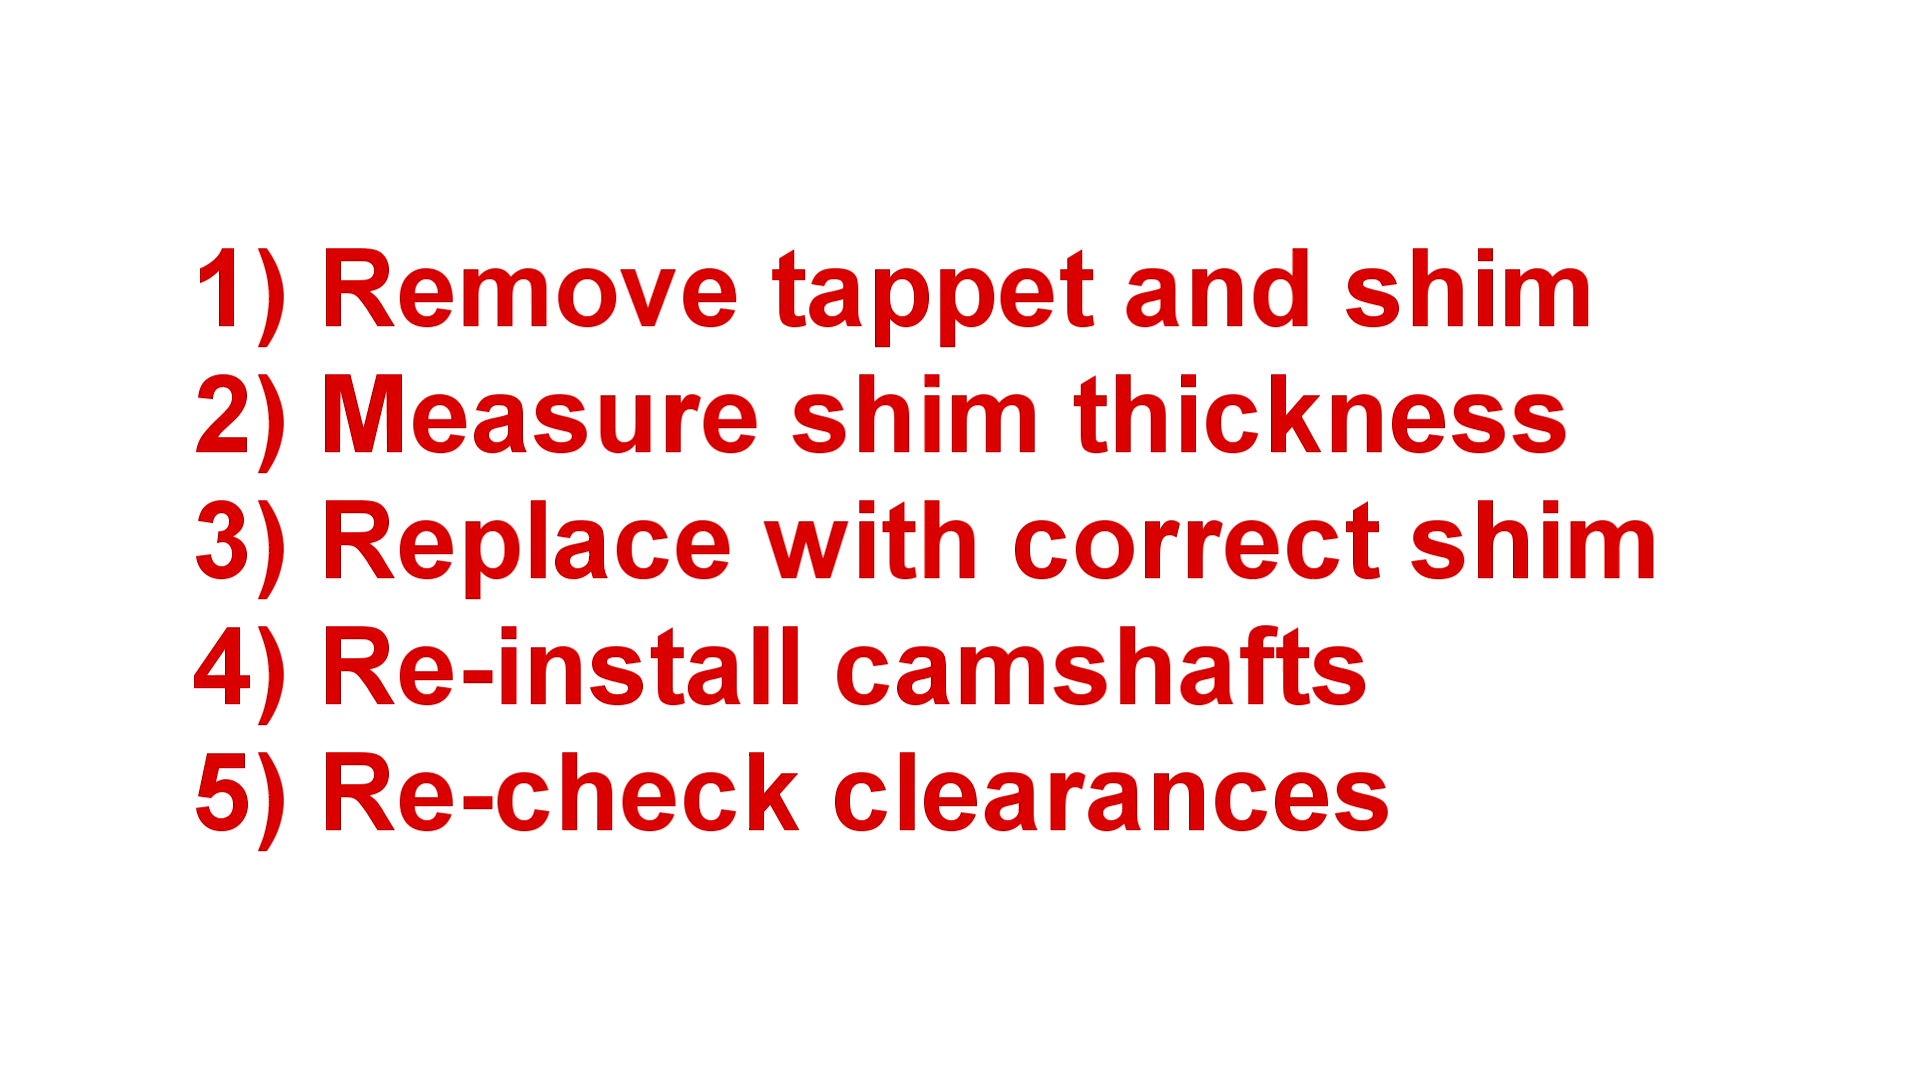 1) Remove tappet and shim
2) Measure shim thickness
3) Replace with correct shim
4) Re-install camshafts
5) Re-check clearances